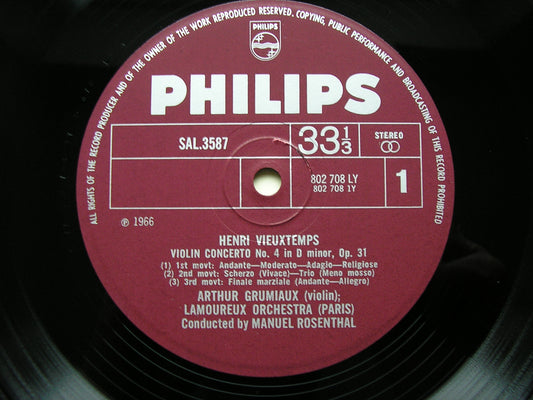 ALL RIGHTS OF THE RECORD PRODUCER AND OF THE OWNER OF THE WORK REPRODUCED RESERVED. COPYING, PUBLIC PERFORMANCE AND BROADCASTING OF THIS RECORD PROHIBITED
PHILIPS
PHILIPS
SAL.3587
33 1/3
STEREO
802 708 LY
802 708 1Y
1
℗ 1966
HENRI VIEUXTEMPS
VIOLIN CONCERTO No. 4 in D minor, Op. 31
(1) 1st movt: Andante—Moderato—Adagio—Religiose
(2) 2nd movt: Scherzo (Vivace)—Trio (Meno mosso)
(3) 3rd movt: Finale marziale (Andante—Allegro)
ARTHUR GRUMIAUX (violin);
LAMOUREUX ORCHESTRA (PARIS)
Conducted by MANUEL ROSENTHAL